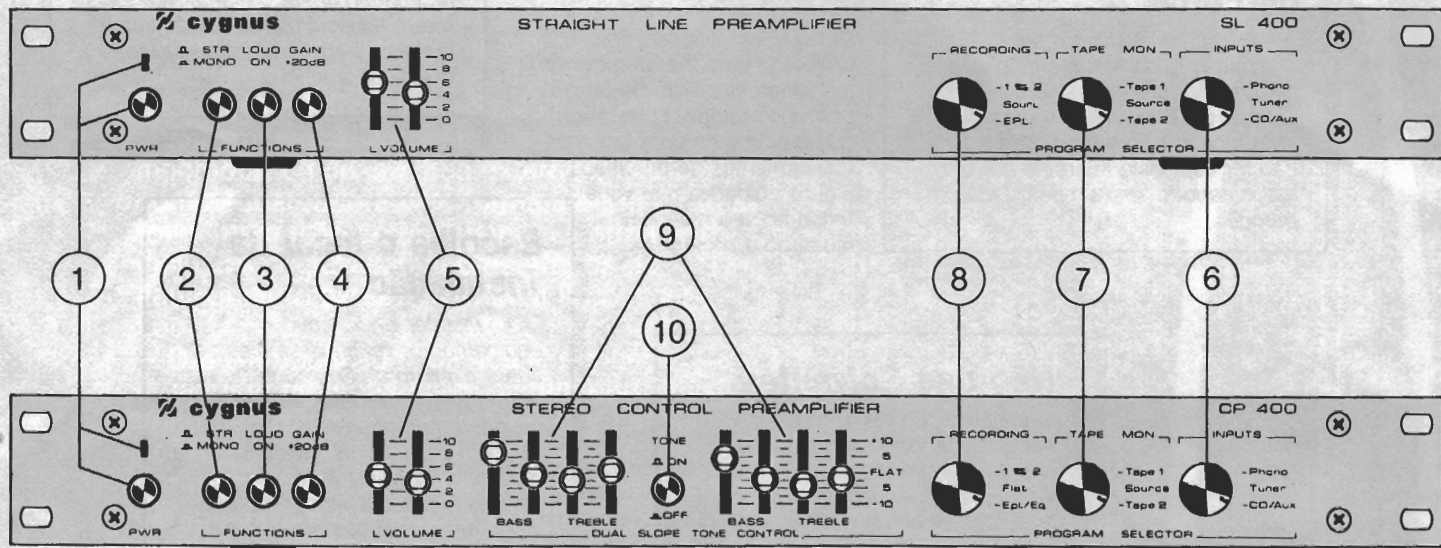 cygnus
STRAIGHT LINE PREAMPLIFIER
SL 400
STR LOUD GAIN
MONO ON +20dB
10
8
6
4
2
0
PWR
FUNCTIONS
VOLUME
RECORDING
TAPE MON
INPUTS
-1 2
Sour.
-EPL.
-Tape 1
Source
-Tape 2
-Phono
Tuner
-CD/Aux
PROGRAM SELECTOR
1
2
3
4
5
9
10
8
7
6
cygnus
STEREO CONTROL PREAMPLIFIER
CP 400
STR LOUD GAIN
MONO ON +20dB
10
8
6
4
2
0
PWR
FUNCTIONS
VOLUME
TONE
ON
OFF
+10
5
FLAT
5
-10
BASS TREBLE
BASS TREBLE
DUAL SLOPE TONE CONTROL
RECORDING
TAPE MON
INPUTS
-1 2
Flat
-Epl/Eq
-Tape 1
Source
-Tape 2
-Phono
Tuner
-CD/Aux
PROGRAM SELECTOR